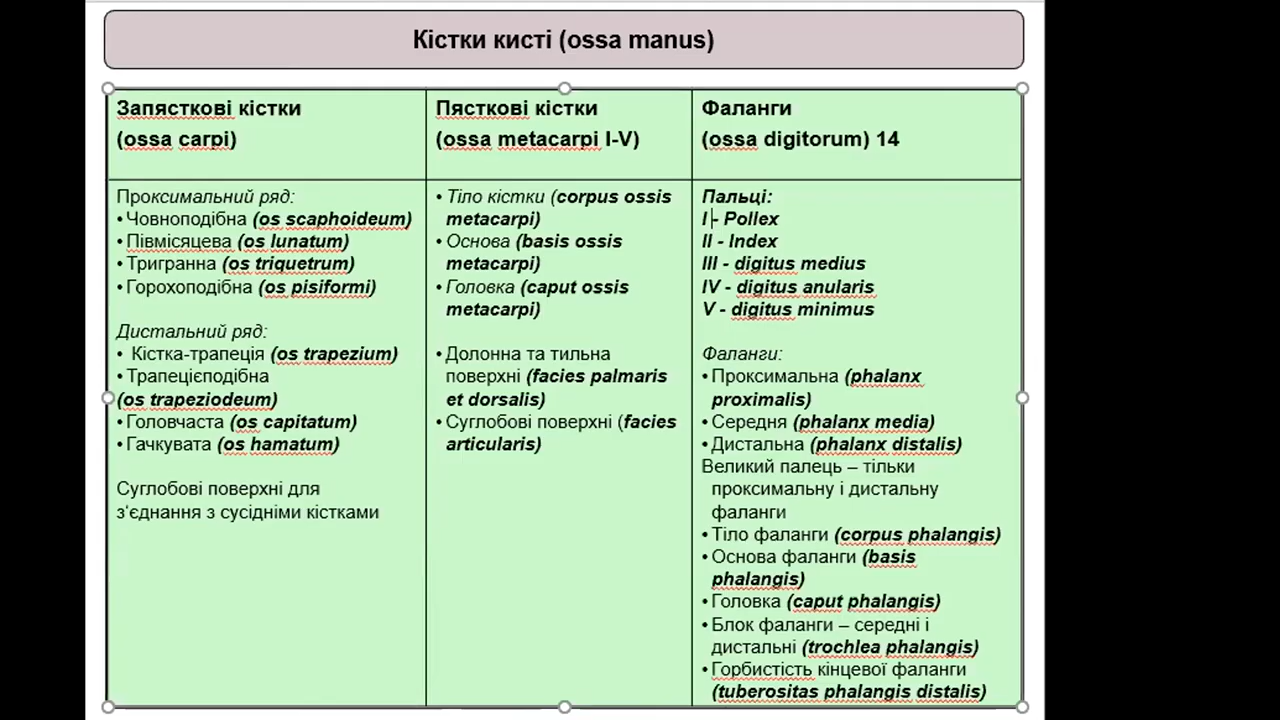 Кістки кисті (ossa manus)
Запясткові кістки
(ossa carpi)
Пясткові кістки
(ossa metacarpi I-V)
Фаланги
(ossa digitorum) 14
Проксимальний ряд:
• Човноподібна (os scaphoideum)
• Півмісяцева (os lunatum)
• Тригранна (os triquetrum)
• Горохоподібна (os pisiformi)
Дистальний ряд:
• Кістка-трапеція (os trapezium)
• Трапецієподібна
(os trapeziodeum)
• Головчаста (os capitatum)
• Гачкувата (os hamatum)
Суглобові поверхні для
з’єднання з сусідніми кістками
• Тіло кістки (corpus ossis
metacarpi)
• Основа (basis ossis
metacarpi)
• Головка (caput ossis
metacarpi)
• Долонна та тильна
поверхні (facies palmaris
et dorsalis)
• Суглобові поверхні (facies
articularis)
Пальці:
I - Pollex
II - Index
III - digitus medius
IV - digitus anularis
V - digitus minimus
Фаланги:
• Проксимальна (phalanx
proximalis)
• Середня (phalanx media)
• Дистальна (phalanx distalis)
Великий палець – тільки
проксимальну і дистальну
фаланги
• Тіло фаланги (corpus phalangis)
• Основа фаланги (basis
phalangis)
• Головка (caput phalangis)
• Блок фаланги – середні і
дистальні (trochlea phalangis)
• Горбистість кінцевої фаланги
(tuberositas phalangis distalis)